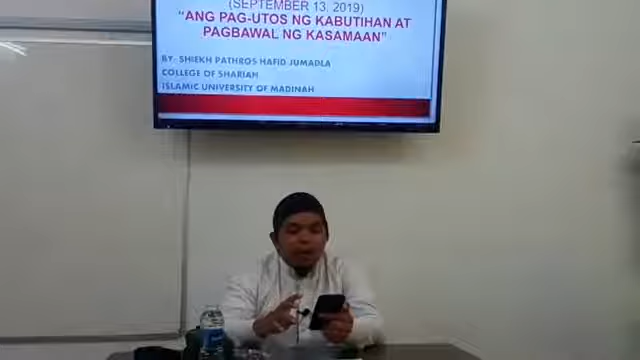 (SEPTEMBER 13, 2019)
"ANG PAG-UTOS NG KABUTIHAN AT
PAGBAWAL NG KASAMAAN"
BY: SHIEKH PATHROS HAFID JUMADLA
COLLEGE OF SHARIAH
ISLAMIC UNIVERSITY OF MADINAH